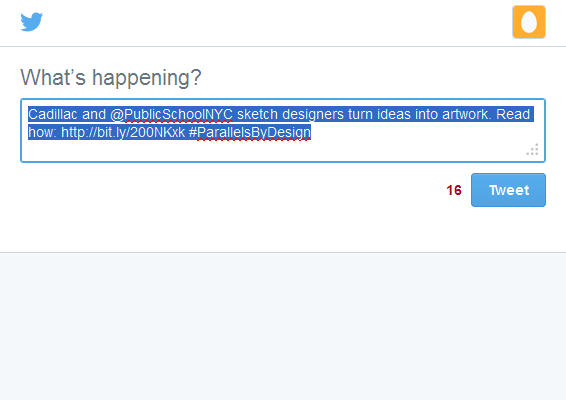 What's happening?
Cadillac and @PublicSchoolNYC sketch designers turn ideas into artwork. Read
how: http://bit.ly/200NKxk #ParallelsByDesign
16 Tweet